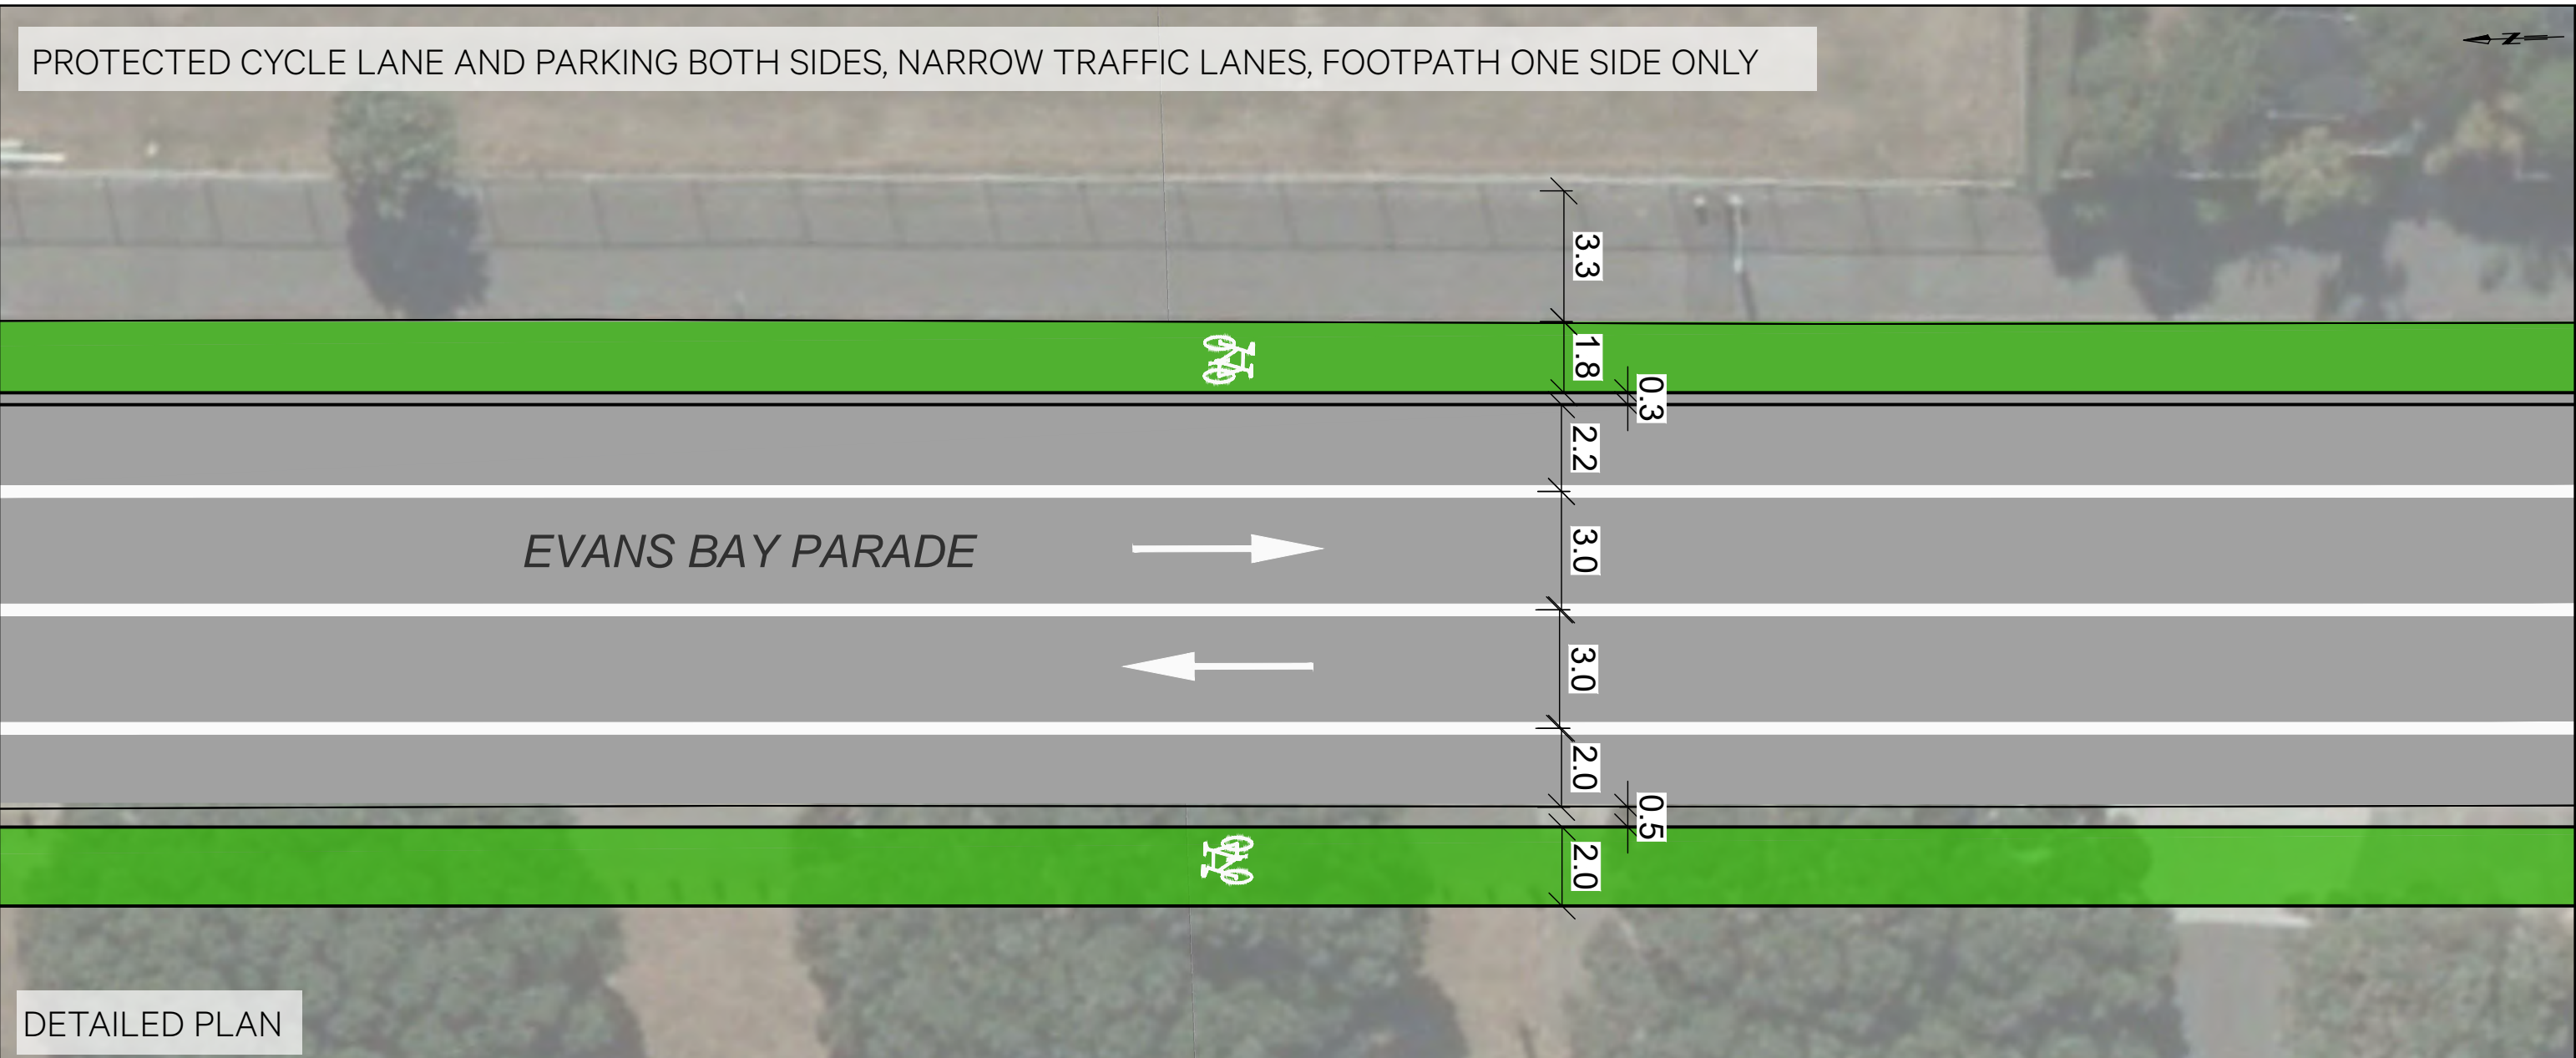 PROTECTED CYCLE LANE AND PARKING BOTH SIDES, NARROW TRAFFIC LANES, FOOTPATH ONE SIDE ONLY
N
3.3
1.8
0.3
2.2
EVANS BAY PARADE
3.0
3.0
2.0
0.5
2.0
DETAILED PLAN